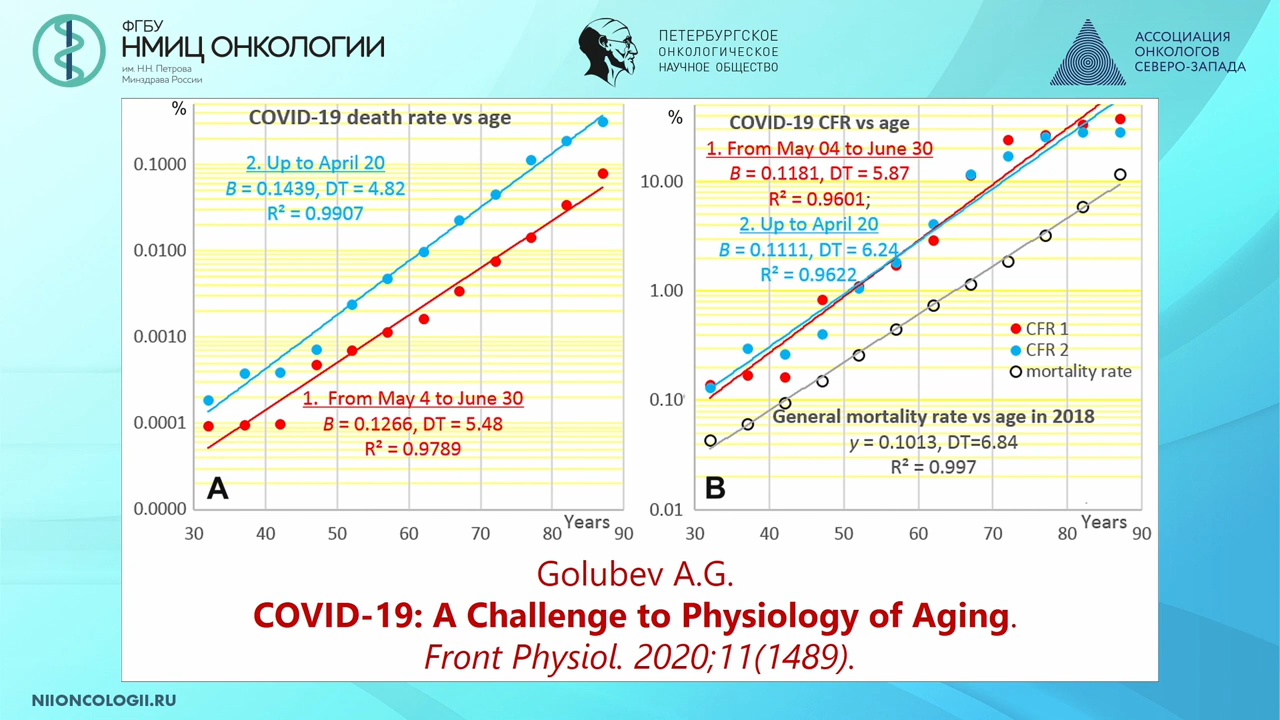 ФГБУ
НМИЦ ОНКОЛОГИИ
им. Н.Н. Петрова
Минздрава России
ПЕТЕРБУРГСКОЕ
ОНКОЛОГИЧЕСКОЕ
НАУЧНОЕ ОБЩЕСТВО
АССОЦИАЦИЯ
ОНКОЛОГОВ
СЕВЕРО-ЗАПАДА
%
COVID-19 death rate vs age
2. Up to April 20
B = 0.1439, DT = 4.82
R² = 0.9907
0.1000
0.0100
0.0010
0.0001
0.0000
1. From May 4 to June 30
B = 0.1266, DT = 5.48
R² = 0.9789
A
Years
30 40 50 60 70 80 90
%
COVID-19 CFR vs age
1. From May 04 to June 30
B = 0.1181, DT = 5.87
R² = 0.9601;
2. Up to April 20
B = 0.1111, DT = 6.24
R² = 0.9622
10.00
1.00
0.10
0.01
CFR 1
CFR 2
mortality rate
General mortality rate vs age in 2018
y = 0.1013, DT=6.84
R² = 0.997
B
Years
30 40 50 60 70 80 90
Golubev A.G.
COVID-19: A Challenge to Physiology of Aging.
Front Physiol. 2020;11(1489).
NIIONCOLOGII.RU